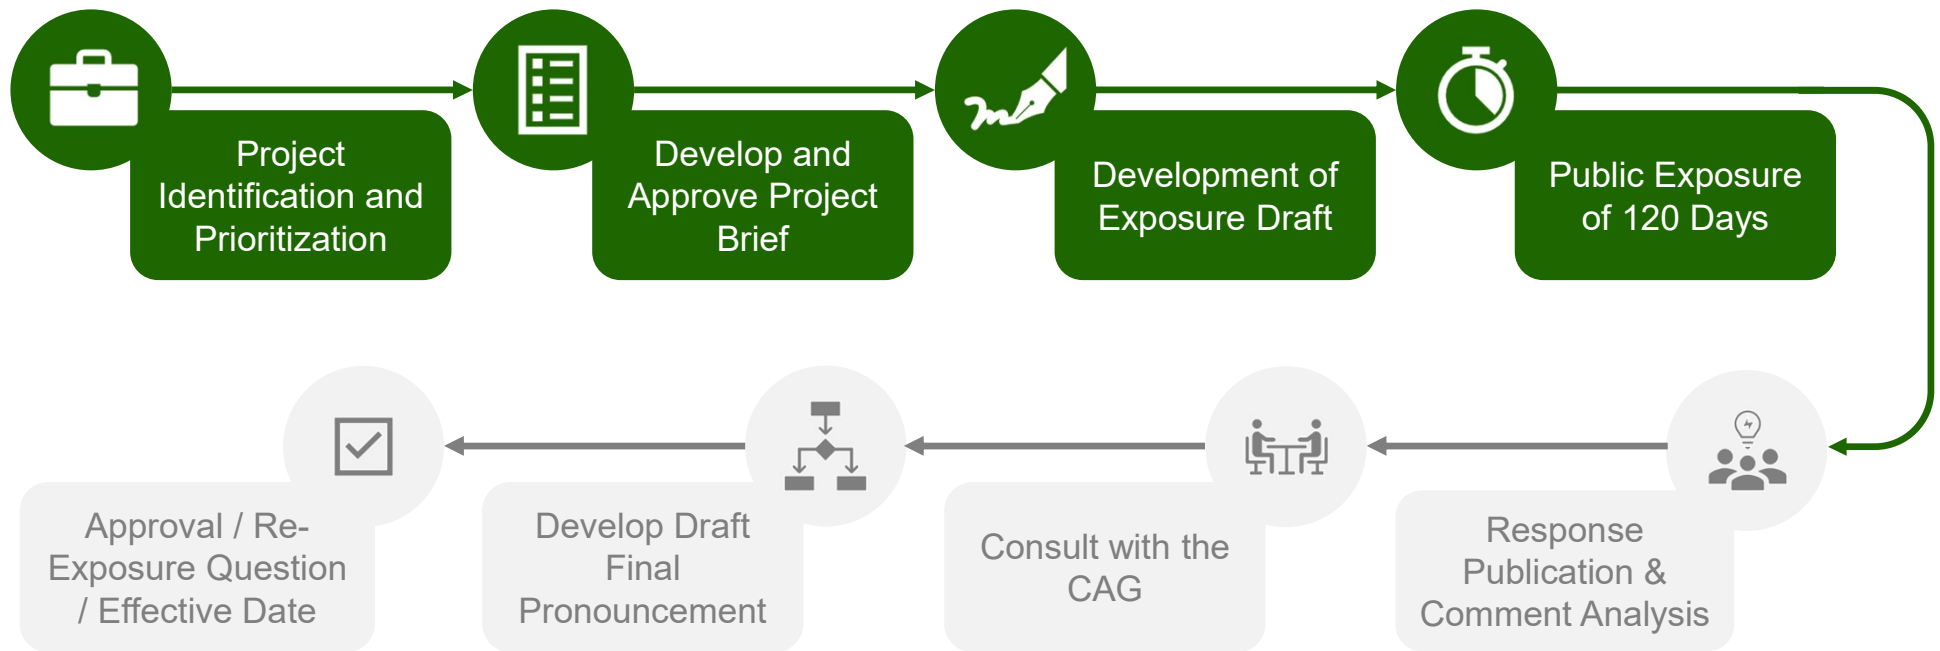 Project
Identification and
Prioritization
Develop and
Approve Project
Brief
Development of
Exposure Draft
Public Exposure
of 120 Days
Approval / Re-
Exposure Question
/ Effective Date
Develop Draft
Final
Pronouncement
Consult with the
CAG
Response
Publication &
Comment Analysis